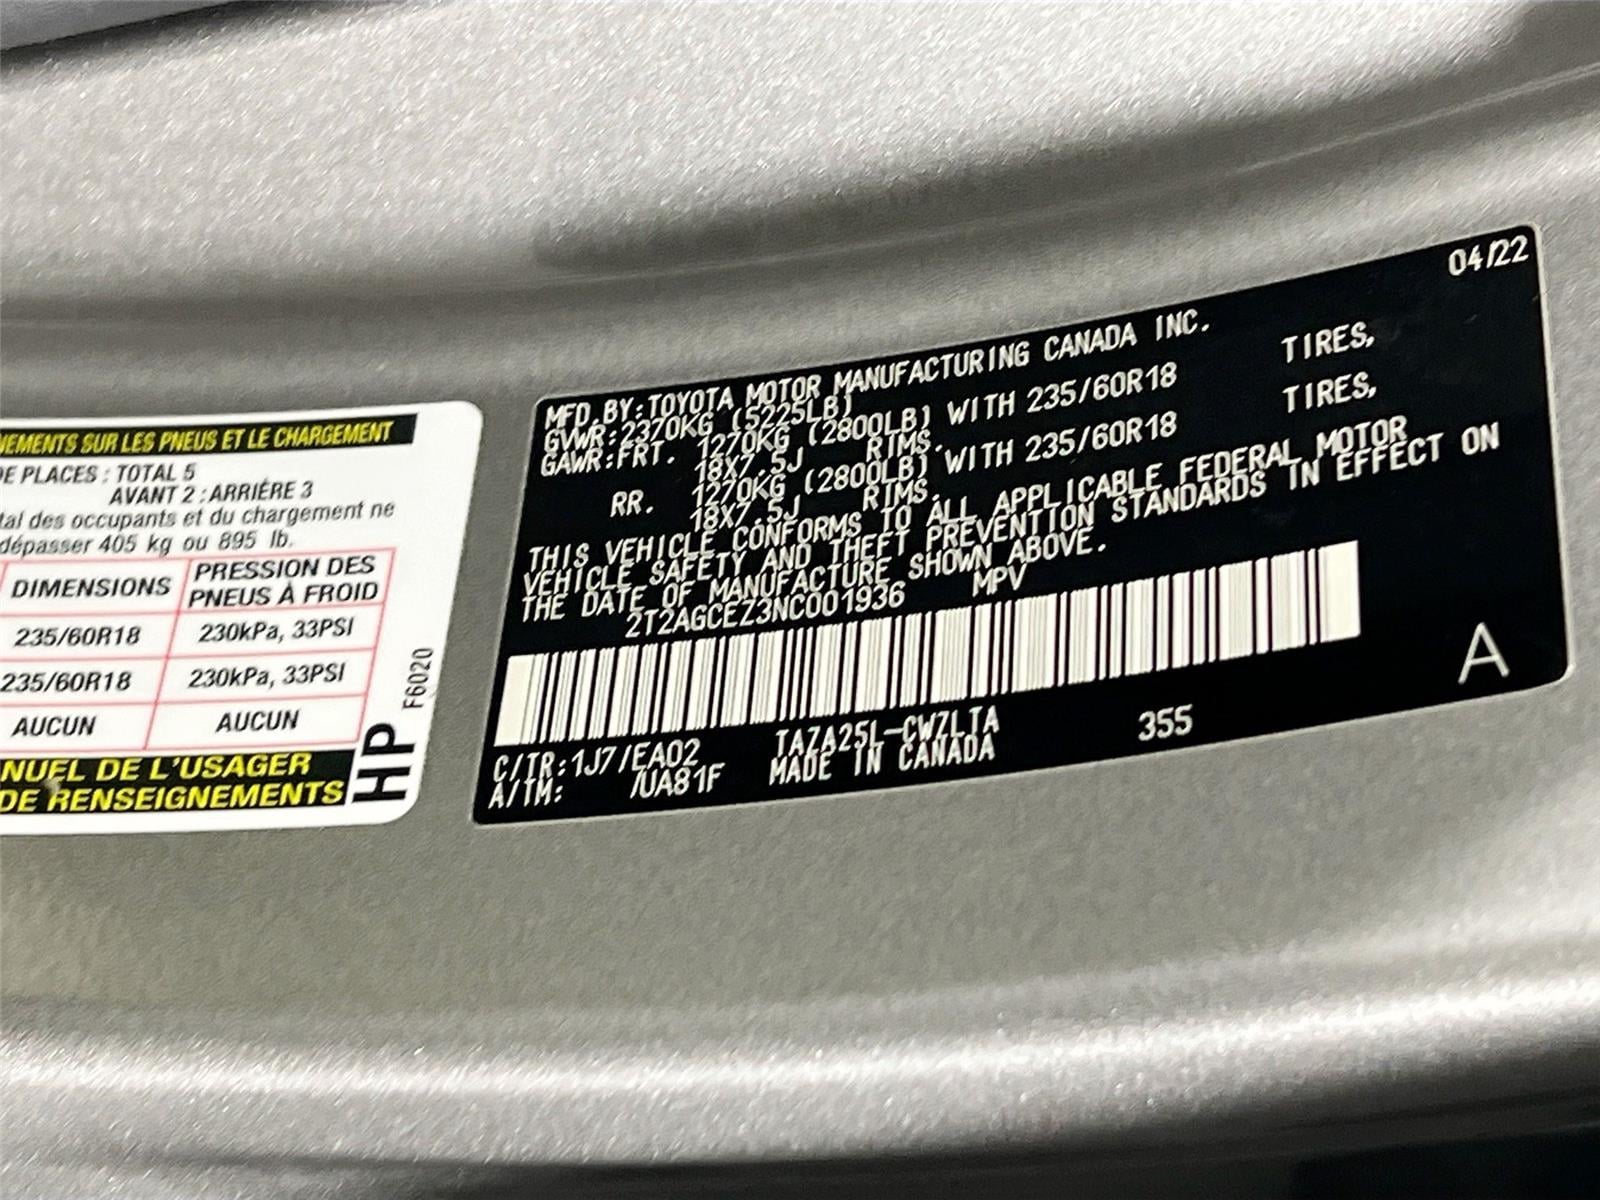 NEMENTS SUR LES PNEUS ET LE CHARGEMENT
DE PLACES : TOTAL 5
AVANT 2 : ARRIÈRE 3
tal des occupants et du chargement ne
dépasser 405 kg ou 895 lb.
DIMENSIONS PRESSION DES PNEUS À FROID
235/60R18 230kPa, 33PSI
235/60R18 230kPa, 33PSI
AUCUN AUCUN
NUEL DE L'USAGER
DE RENSEIGNEMENTS
HP
F6020
04/22
MFD.BY:TOYOTA MOTOR MANUFACTURING CANADA INC.
GVWR:2370KG (5225LB)
GAWR:FRT. 1270KG (2800LB) WITH 235/60R18 TIRES,
18X7.5J RIMS.
RR. 1270KG (2800LB) WITH 235/60R18 TIRES,
18X7.5J RIMS.
THIS VEHICLE CONFORMS TO ALL APPLICABLE FEDERAL MOTOR
VEHICLE SAFETY AND THEFT PREVENTION STANDARDS IN EFFECT ON
THE DATE OF MANUFACTURE SHOWN ABOVE.
2T2AGCEZ3NC001936 MPV
A
C/TR:1J7/EA02 TAZA25L-CWZLTA 355
A/TM: /UA81F MADE IN CANADA